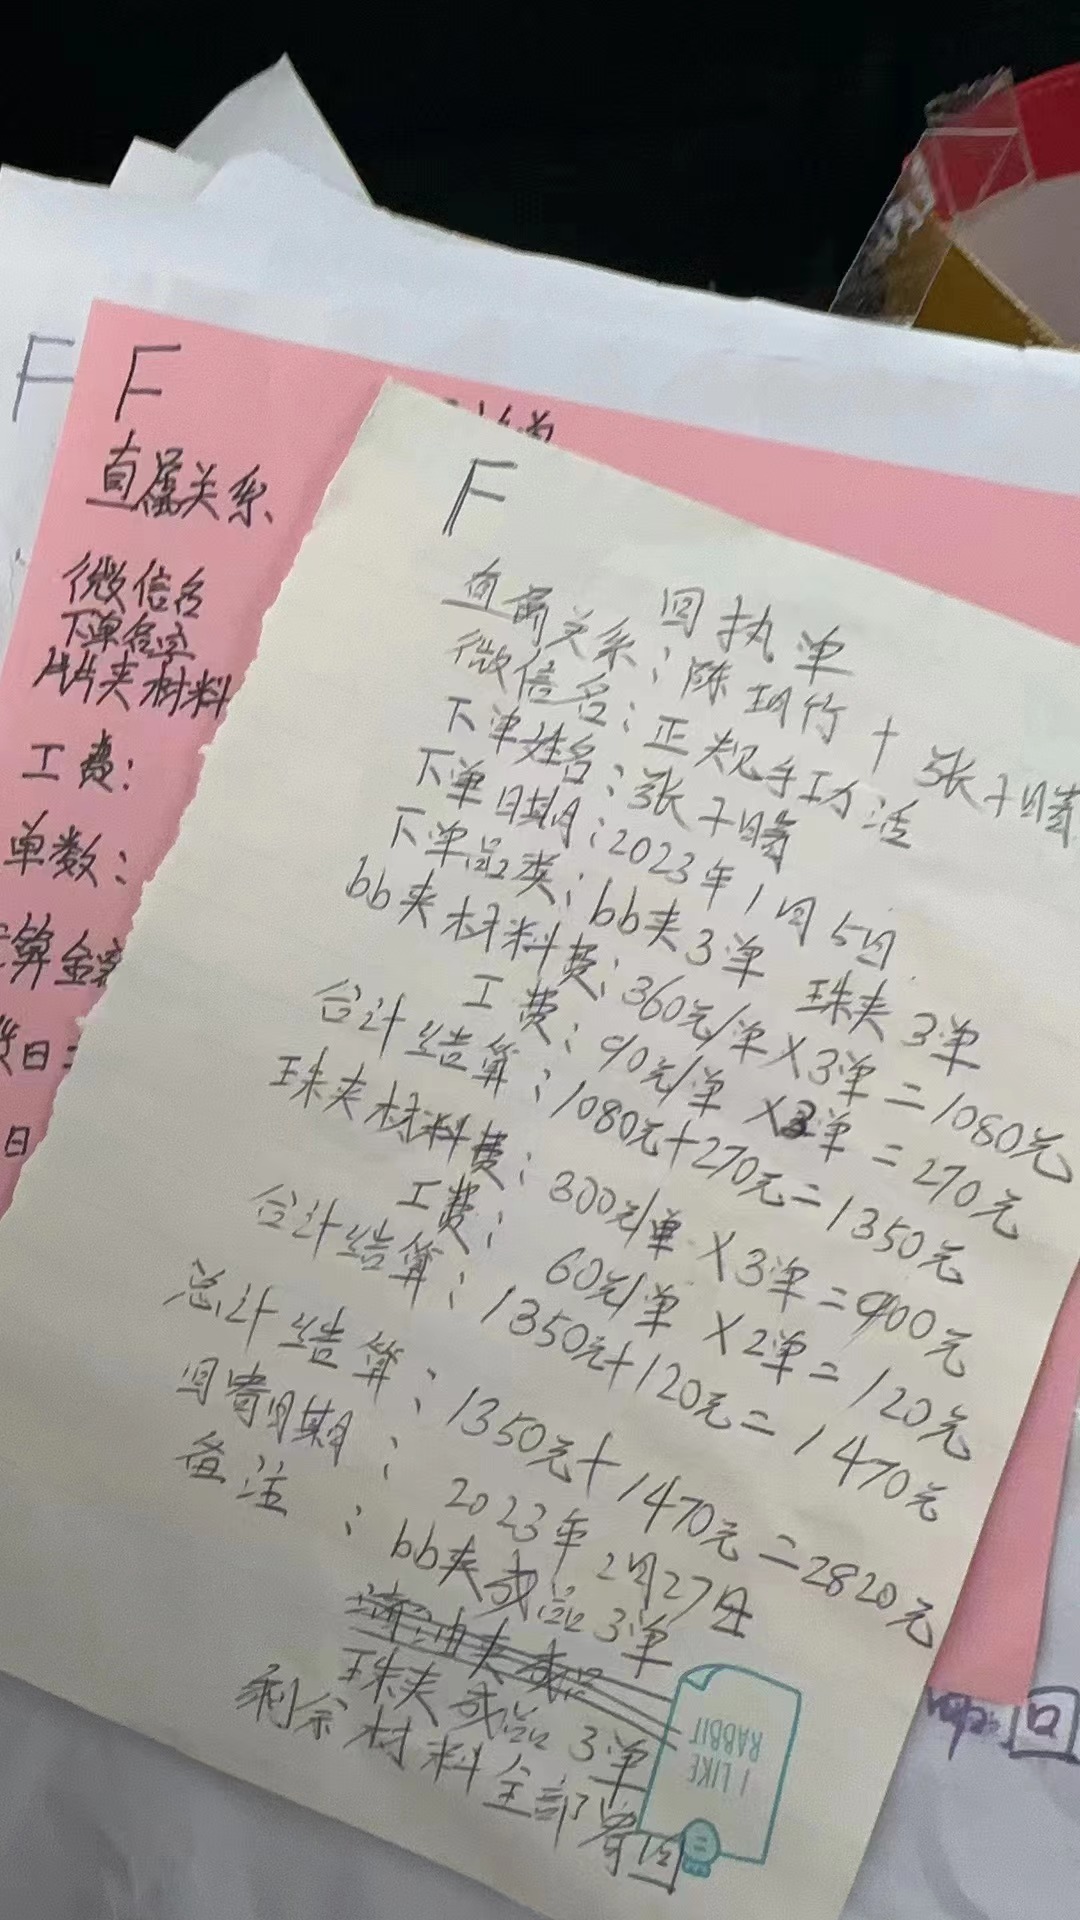 F
F
直属关系
微信名
下单名字
片片夹材料
工费:
单数:
算金额
日:
日
F
回执单
直属关系:陈玥竹+张子晴
微信名:正规手工活
下单姓名:张子晴
下单日期:2023年1月5日
下单品类:bb夹3单 珠夹3单
bb夹材料费:360元/单×3单=1080元
工费:90元/单×3单=270元
合计结算:1080元+270元=1350元
珠夹材料费:300元/单×3单=900元
工费:60元/单×2单=120元
合计结算:1350元+120元=1470元
总计结算:1350元+1470元=2820元
回寄日期:2023年2月27日
备注:bb夹成品3单
珠夹成品3单
剩余材料全部寄回
I LIKE
RABBIT
回